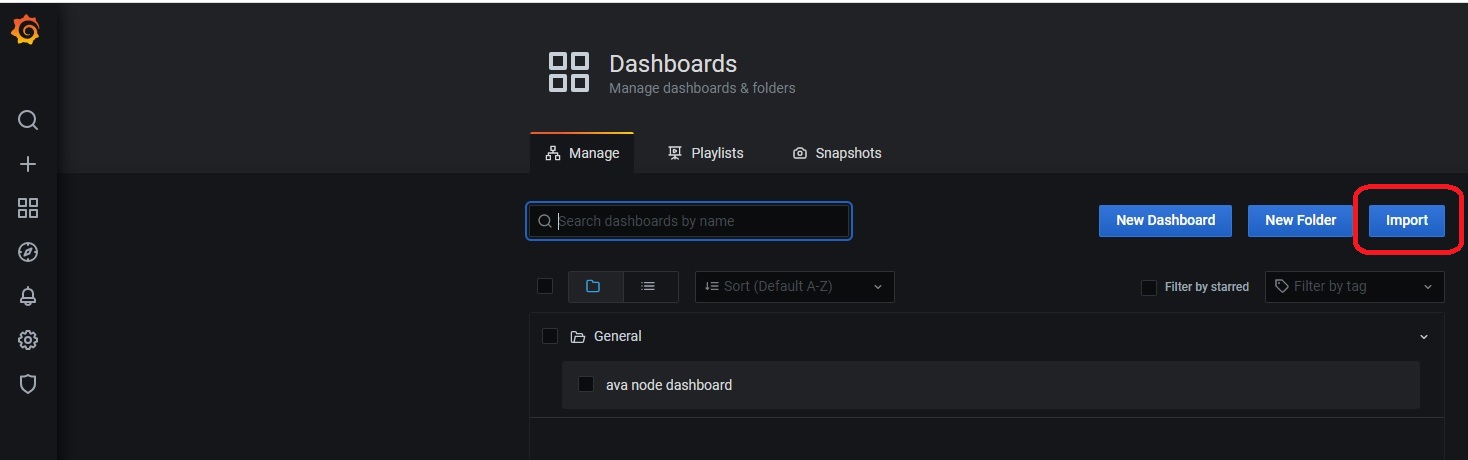 Dashboards
Manage dashboards & folders
Manage Playlists Snapshots
Search dashboards by name New Dashboard New Folder Import
Sort (Default A-Z) Filter by starred Filter by tag
General
ava node dashboard